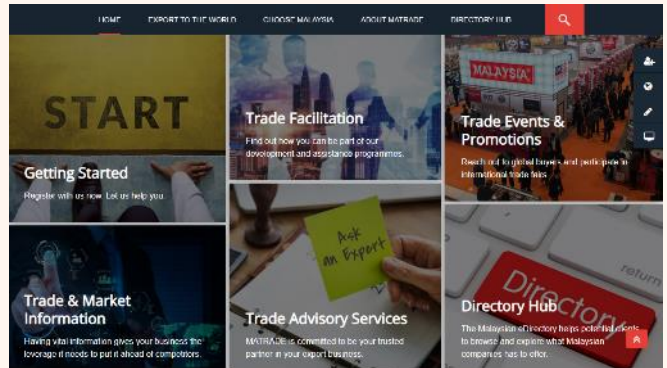 HOME EXPORT TO THE WORLD CHOOSE MALAYSIA ABOUT MATRADE DIRECTORY HUB
START
Getting Started
Register with us now. Let us help you.
Trade Facilitation
Find out how you can be part of our
development and assistance programmes.
MALAYSIA
Trade Events &
Promotions
Reach out to global buyers and participate in
international trade fairs
Trade & Market
Information
Having vital information gives your business the
leverage it needs to put it ahead of competitors.
Ask
an Expert
Trade Advisory Services
MATRADE is committed to be your trusted
partner in your export business.
return
Directory
Directory Hub
The Malaysian eDirectory helps potential clients
to browse and explore what Malaysian
companies has to offer.